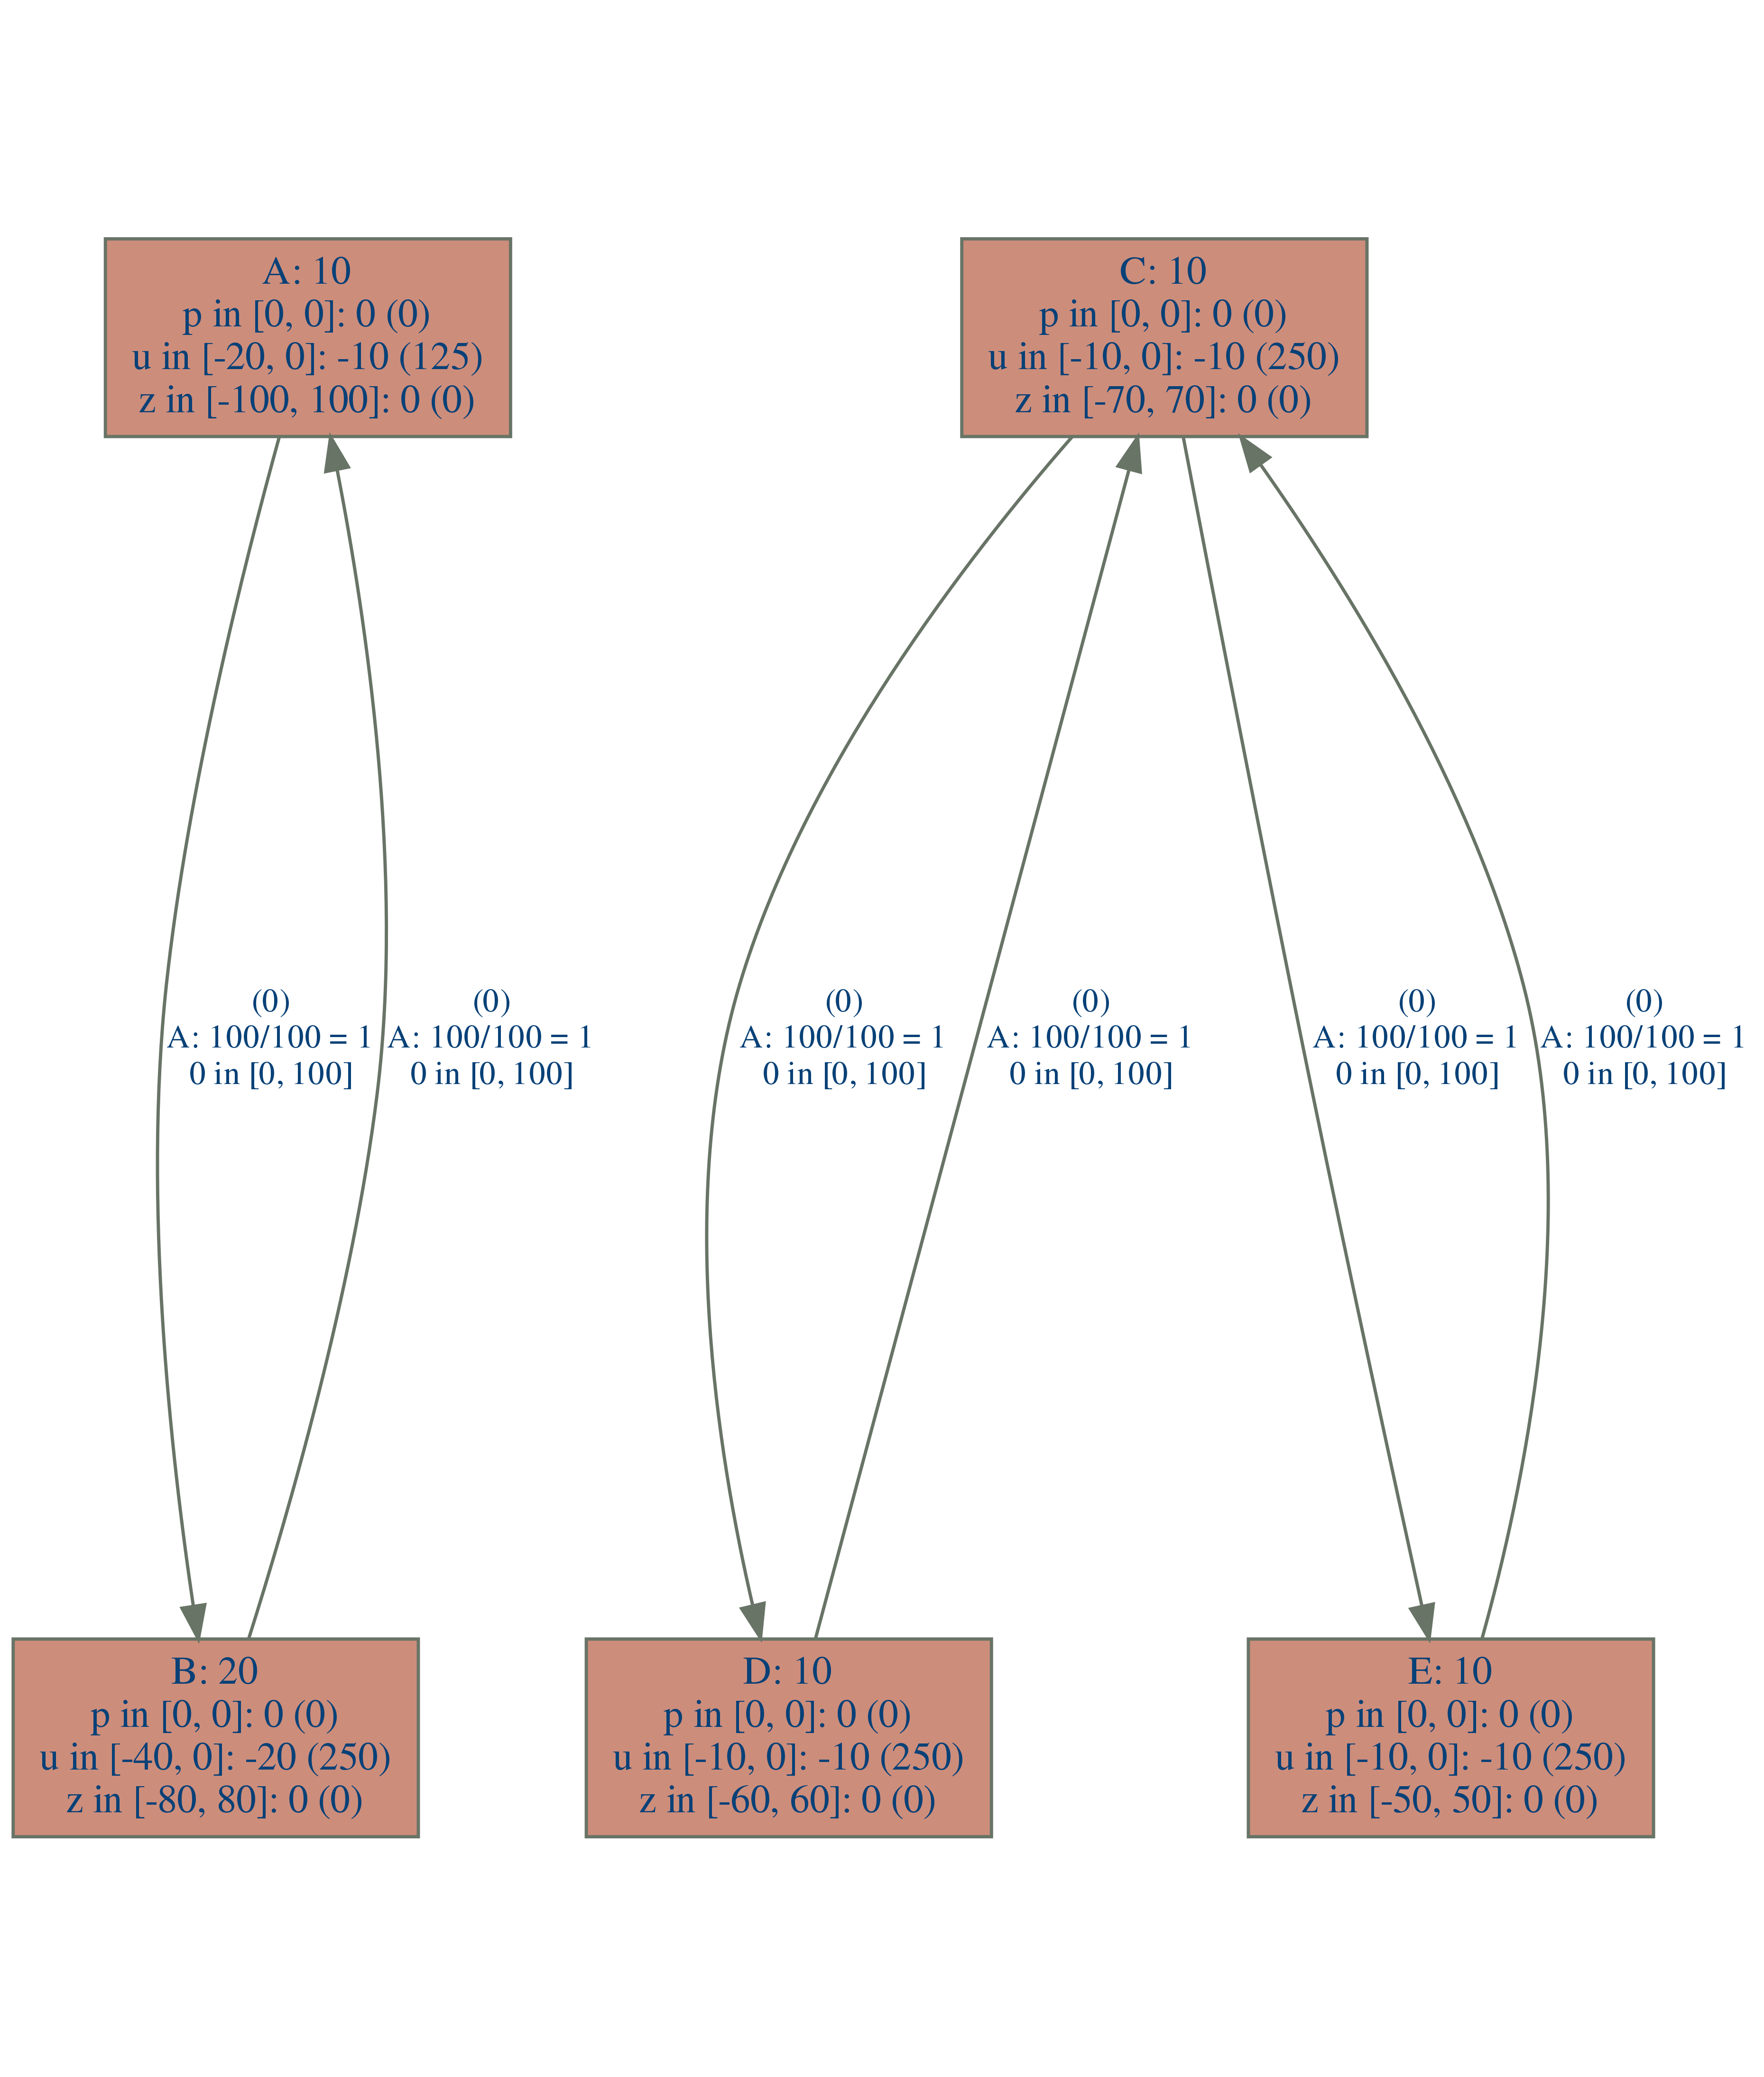 A: 10
p in [0, 0]: 0 (0)
u in [-20, 0]: -10 (125)
z in [-100, 100]: 0 (0)
C: 10
p in [0, 0]: 0 (0)
u in [-10, 0]: -10 (250)
z in [-70, 70]: 0 (0)
(0)
A: 100/100 = 1
0 in [0, 100]
(0)
A: 100/100 = 1
0 in [0, 100]
(0)
A: 100/100 = 1
0 in [0, 100]
(0)
A: 100/100 = 1
0 in [0, 100]
(0)
A: 100/100 = 1
0 in [0, 100]
(0)
A: 100/100 = 1
0 in [0, 100]
B: 20
p in [0, 0]: 0 (0)
u in [-40, 0]: -20 (250)
z in [-80, 80]: 0 (0)
D: 10
p in [0, 0]: 0 (0)
u in [-10, 0]: -10 (250)
z in [-60, 60]: 0 (0)
E: 10
p in [0, 0]: 0 (0)
u in [-10, 0]: -10 (250)
z in [-50, 50]: 0 (0)